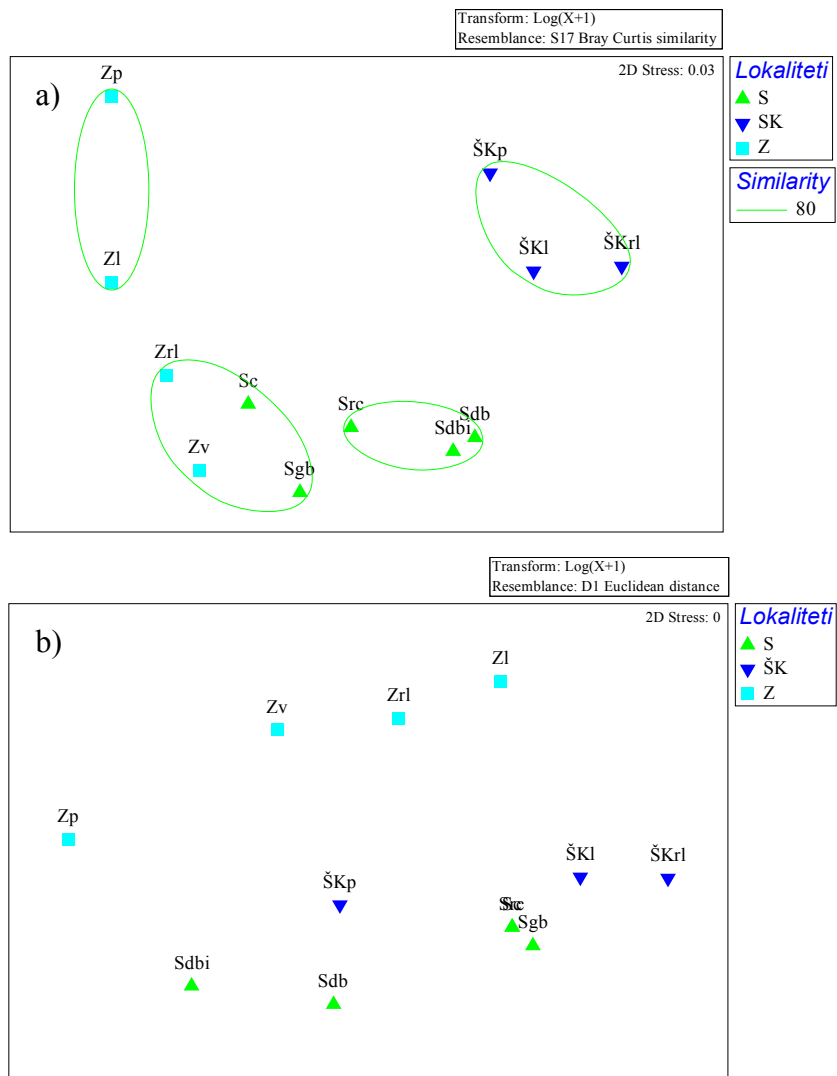 Transform: Log(X+1)
Resemblance: S17 Bray Curtis similarity
a)
2D Stress: 0.03
Lokaliteti
S
SK
Z
Similarity
80
Zp
ŠKp
Zl
ŠKl
ŠKrl
Zrl
Sc
Src
Sdb
Sdbi
Zv
Sgb
Transform: Log(X+1)
Resemblance: D1 Euclidean distance
b)
2D Stress: 0
Lokaliteti
S
ŠK
Z
Zl
Zrl
Zv
Zp
ŠKl
ŠKrl
ŠKp
Src
Sc
Sgb
Sdbi
Sdb